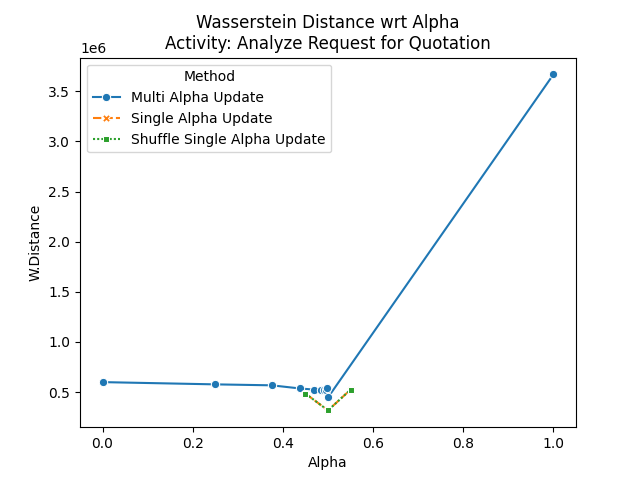 Wasserstein Distance wrt Alpha
Activity: Analyze Request for Quotation
1e6
Method
Multi Alpha Update
Single Alpha Update
Shuffle Single Alpha Update
3.5
3.0
2.5
2.0
1.5
1.0
0.5
W.Distance
0.0 0.2 0.4 0.6 0.8 1.0
Alpha